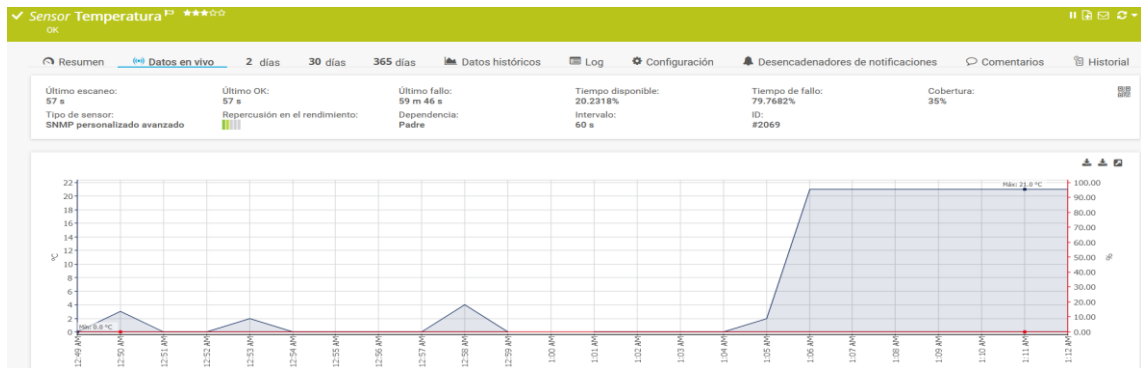 Sensor Temperatura
OK
Resumen Datos en vivo 2 días 30 días 365 días Datos históricos Log Configuración Desencadenadores de notificaciones Comentarios Historial
Último escaneo: Último OK: Último fallo: Tiempo disponible: Tiempo de fallo: Cobertura:
57 s 57 s 59 m 46 s 20.2318% 79.7682% 35%
Tipo de sensor: Repercusión en el rendimiento: Dependencia: Intervalo: ID:
SNMP personalizado avanzado Padre 60 s #2069
Máx: 21.0 °C
22 100.00
20 90.00
18 80.00
16 70.00
14 60.00
12 50.00
10 40.00
8 30.00
6 20.00
4 10.00
2 0.00
0
°C %
Mín: 0.0 °C
12:49 AM 12:50 AM 12:51 AM 12:52 AM 12:53 AM 12:54 AM 12:55 AM 12:56 AM 12:57 AM 12:58 AM 12:59 AM 1:00 AM 1:01 AM 1:02 AM 1:03 AM 1:04 AM 1:05 AM 1:06 AM 1:07 AM 1:08 AM 1:09 AM 1:10 AM 1:11 AM 1:12 AM